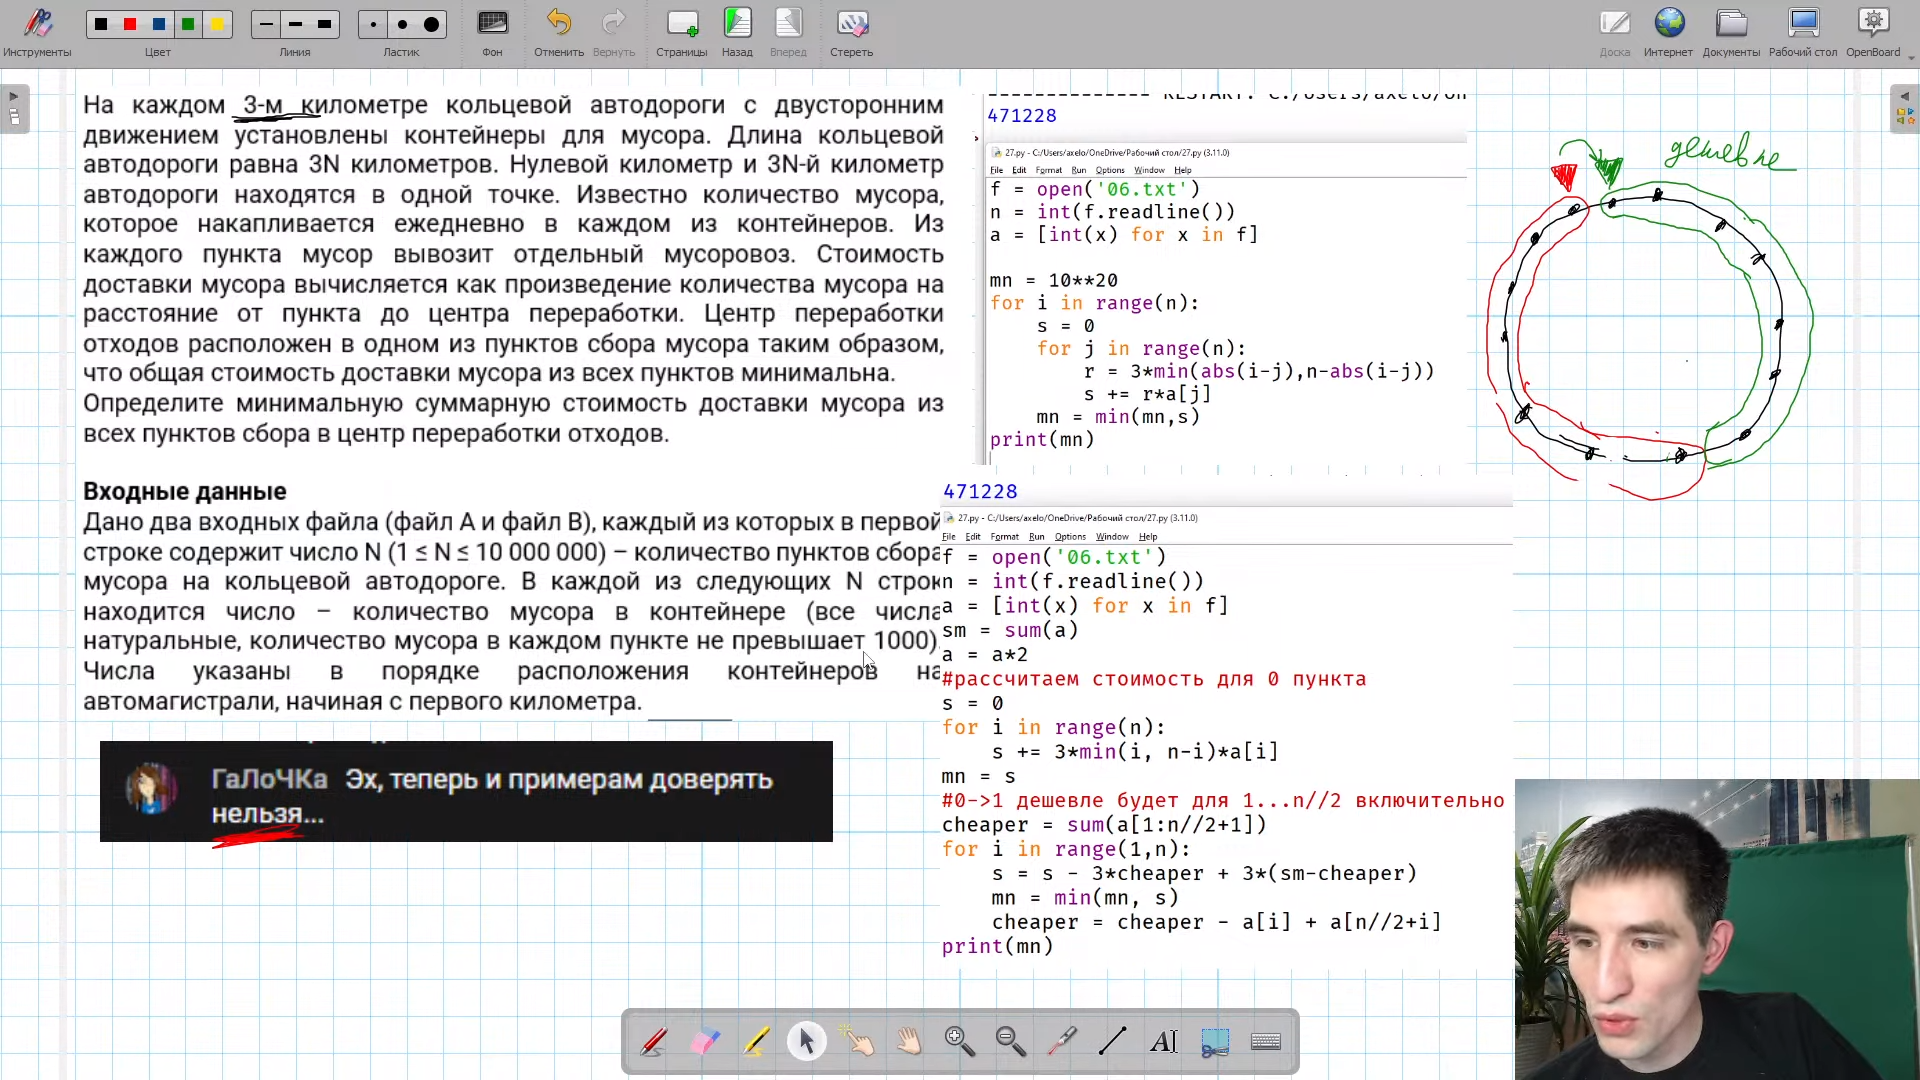 Инструменты
Цвет
Линия
Ластик
Фон
Отменить
Вернуть
Страницы
Назад
Вперед
Стереть
Доска
Интернет
Документы
Рабочий стол
OpenBoard
На каждом 3-м километре кольцевой автодороги с двусторонним
движением установлены контейнеры для мусора. Длина кольцевой
автодороги равна 3N километров. Нулевой километр и 3N-й километр
автодороги находятся в одной точке. Известно количество мусора,
которое накапливается ежедневно в каждом из контейнеров. Из
каждого пункта мусор вывозит отдельный мусоровоз. Стоимость
доставки мусора вычисляется как произведение количества мусора на
расстояние от пункта до центра переработки. Центр переработки
отходов расположен в одном из пунктов сбора мусора таким образом,
что общая стоимость доставки мусора из всех пунктов минимальна.
Определите минимальную суммарную стоимость доставки мусора из
всех пунктов сбора в центр переработки отходов.
Входные данные
Дано два входных файла (файл A и файл B), каждый из которых в первой
строке содержит число N (1 ≤ N ≤ 10 000 000) – количество пунктов сбора
мусора на кольцевой автодороге. В каждой из следующих N строк
находится число – количество мусора в контейнере (все числа
натуральные, количество мусора в каждом пункте не превышает 1000)
Числа указаны в порядке расположения контейнеров на
автомагистрали, начиная с первого километра.
ГаЛоЧКа Эх, теперь и примерам доверять
нельзя...
471228
27.py - C:/Users/axelo/OneDrive/Рабочий стол/27.py (3.11.0)
File Edit Format Run Options Window Help
f = open('06.txt')
n = int(f.readline())
a = [int(x) for x in f]
mn = 10**20
for i in range(n):
s = 0
for j in range(n):
r = 3*min(abs(i-j),n-abs(i-j))
s += r*a[j]
mn = min(mn,s)
print(mn)
471228
27.py - C:/Users/axelo/OneDrive/Рабочий стол/27.py (3.11.0)
File Edit Format Run Options Window Help
f = open('06.txt')
n = int(f.readline())
a = [int(x) for x in f]
sm = sum(a)
a = a*2
#рассчитаем стоимость для 0 пункта
s = 0
for i in range(n):
s += 3*min(i, n-i)*a[i]
mn = s
#0->1 дешевле будет для 1...n//2 включительно
cheaper = sum(a[1:n//2+1])
for i in range(1,n):
s = s - 3*cheaper + 3*(sm-cheaper)
mn = min(mn, s)
cheaper = cheaper - a[i] + a[n//2+i]
print(mn)